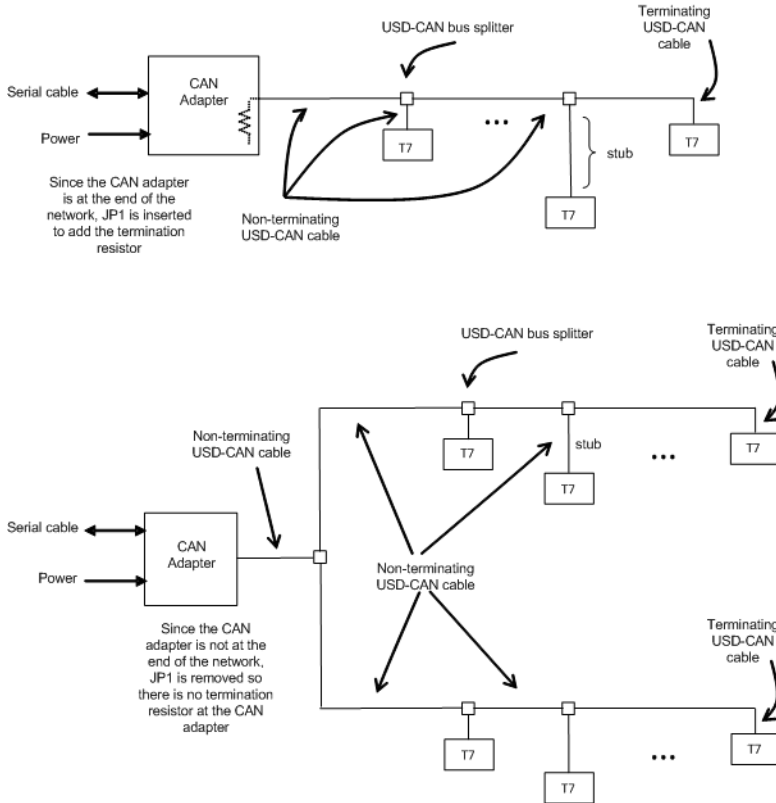 USD-CAN bus splitter
Terminating
USD-CAN
cable
Serial cable
Power
CAN
Adapter
T7
...
stub
T7
T7
Since the CAN adapter
is at the end of the
network, JP1 is inserted
to add the termination
resistor
Non-terminating
USD-CAN cable
USD-CAN bus splitter
Terminating
USD-CAN
cable
Non-terminating
USD-CAN cable
T7
stub
T7
...
T7
Serial cable
Power
CAN
Adapter
Non-terminating
USD-CAN cable
Since the CAN
adapter is not at the
end of the network,
JP1 is removed so
there is no termination
resistor at the CAN
adapter
Terminating
USD-CAN
cable
T7
T7
...
T7